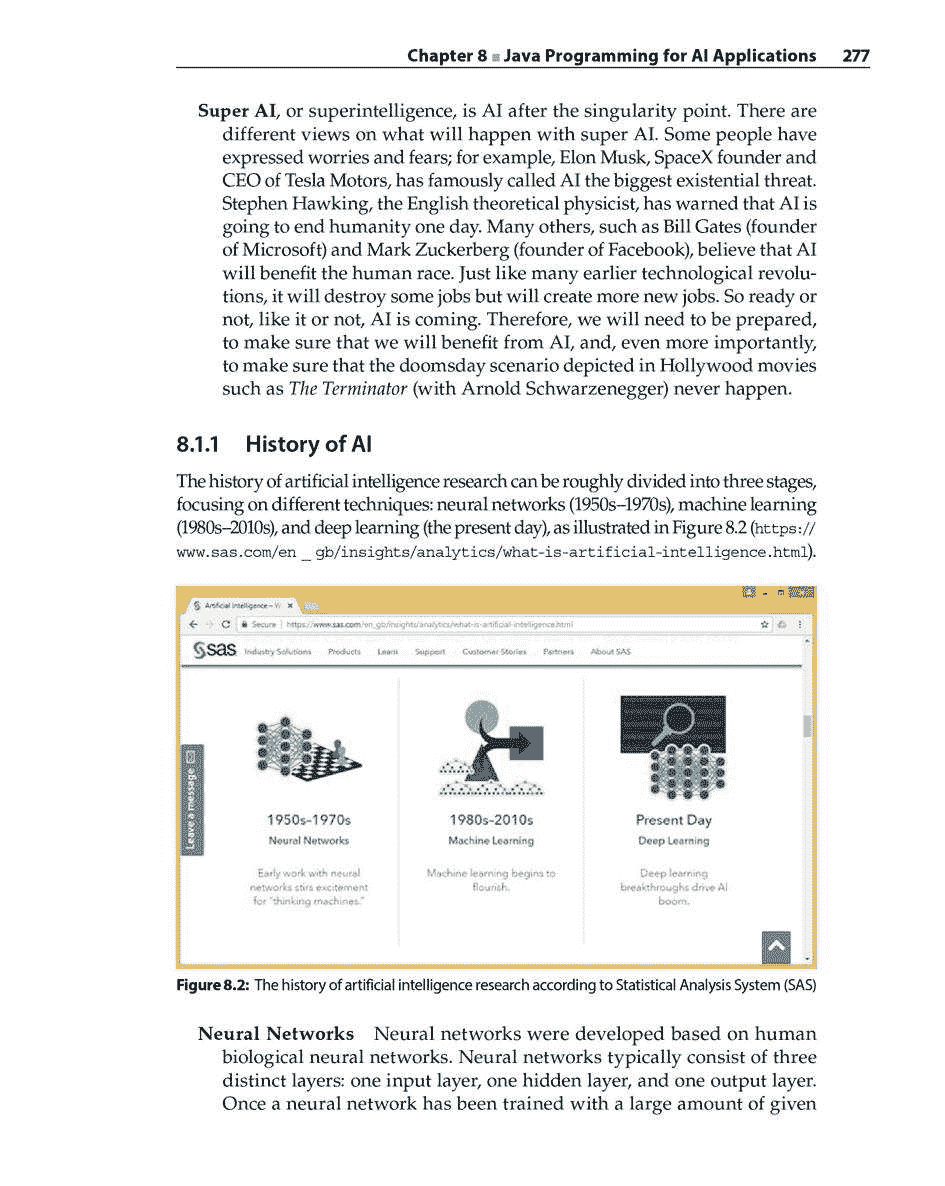 Chapter 8 ■ Java Programming for AI Applications 277
Super AI, or superintelligence, is AI after the singularity point. There are
different views on what will happen with super AI. Some people have
expressed worries and fears; for example, Elon Musk, SpaceX founder and
CEO of Tesla Motors, has famously called AI the biggest existential threat.
Stephen Hawking, the English theoretical physicist, has warned that AI is
going to end humanity one day. Many others, such as Bill Gates (founder
of Microsoft) and Mark Zuckerberg (founder of Facebook), believe that AI
will benefit the human race. Just like many earlier technological revolu-
tions, it will destroy some jobs but will create more new jobs. So ready or
not, like it or not, AI is coming. Therefore, we will need to be prepared,
to make sure that we will benefit from AI, and, even more importantly,
to make sure that the doomsday scenario depicted in Hollywood movies
such as The Terminator (with Arnold Schwarzenegger) never happen.
8.1.1 History of AI
The history of artificial intelligence research can be roughly divided into three stages,
focusing on different techniques: neural networks (1950s–1970s), machine learning
(1980s–2010s), and deep learning (the present day), as illustrated in Figure 8.2 (https://
www.sas.com/en _ gb/insights/analytics/what-is-artificial-intelligence.html).
Artificial Intelligence – W
Secure https://www.sas.com/en_gb/insights/analytics/what-is-artificial-intelligence.html
sas Industry Solutions Products Learn Support Customer Stories Partners About SAS
Leave a message
1950s–1970s
Neural Networks
Early work with neural
networks stirs excitement
for "thinking machines."
1980s–2010s
Machine Learning
Machine learning begins to
flourish.
Present Day
Deep Learning
Deep learning
breakthroughs drive AI
boom.
Figure 8.2: The history of artificial intelligence research according to Statistical Analysis System (SAS)
Neural Networks Neural networks were developed based on human
biological neural networks. Neural networks typically consist of three
distinct layers: one input layer, one hidden layer, and one output layer.
Once a neural network has been trained with a large amount of given